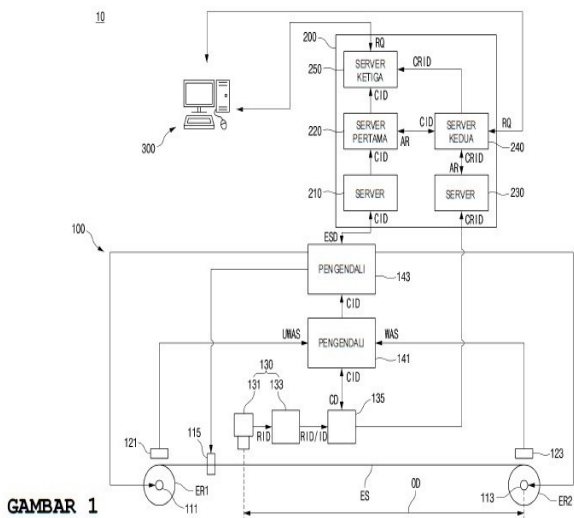 10
200
RQ
250
SERVER KETIGA
CRID
CID
220
SERVER PERTAMA
CID
AR
SERVER KEDUA
RQ
240
300
CID
AR
CRID
210
SERVER
SERVER
230
CID
CRID
100
ESD
PENGENDALI
143
CID
UWAS
PENGENDALI
WAS
141
130
CID
131
133
CD
135
121
115
RID
RID/ID
123
ER1
111
ES
OD
113
ER2
GAMBAR 1